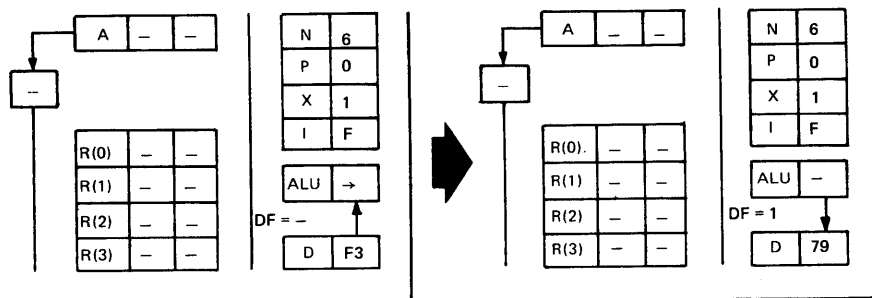 A – –
–
N 6
P 0
X 1
I F
R(0) – –
R(1) – –
R(2) – –
R(3) – –
ALU →
DF = –
D F3
A – –
–
N 6
P 0
X 1
I F
R(0). – –
R(1) – –
R(2) – –
R(3) – –
ALU –
DF = 1
D 79